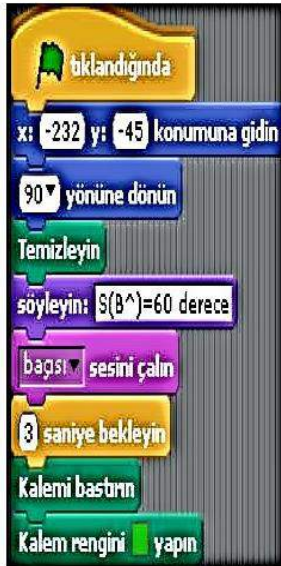 tıklandığında
x: -232 y: -45 konumuna gidin
90 yönüne dönün
Temizleyin
söyleyin: S(B^)=60 derece
bagsı sesini çalın
3 saniye bekleyin
Kalemi bastırın
Kalem rengini yapın